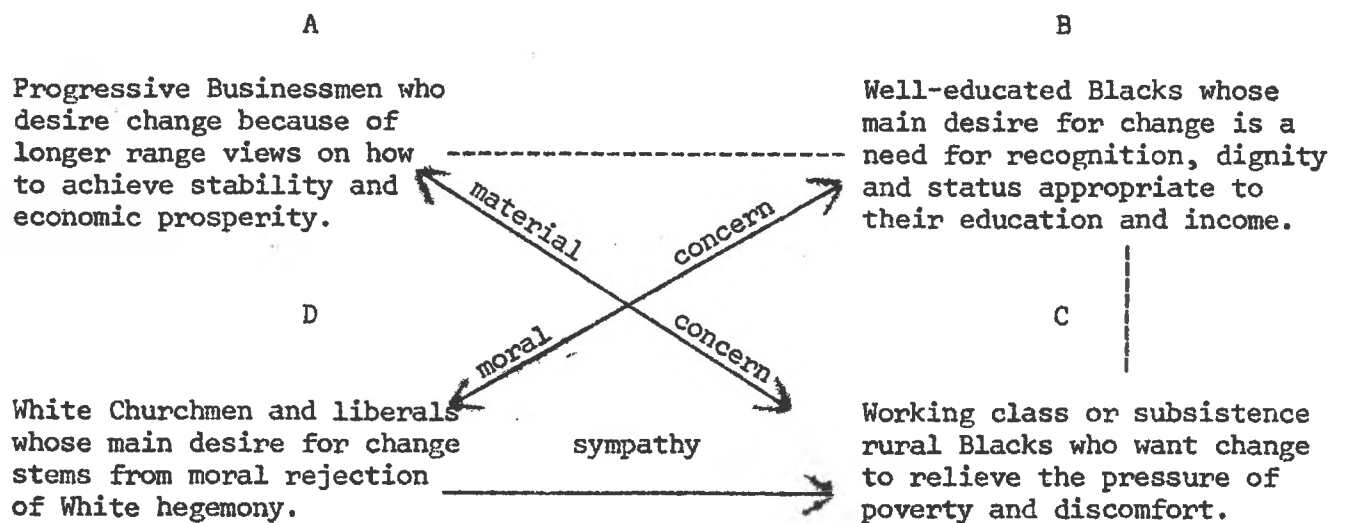 A
Progressive Businessmen who
desire change because of
longer range views on how
to achieve stability and
economic prosperity.
B
Well-educated Blacks whose
main desire for change is a
need for recognition, dignity
and status appropriate to
their education and income.
material concern
moral concern
D
White Churchmen and liberals
whose main desire for change
stems from moral rejection
of White hegemony.
sympathy
C
Working class or subsistence
rural Blacks who want change
to relieve the pressure of
poverty and discomfort.